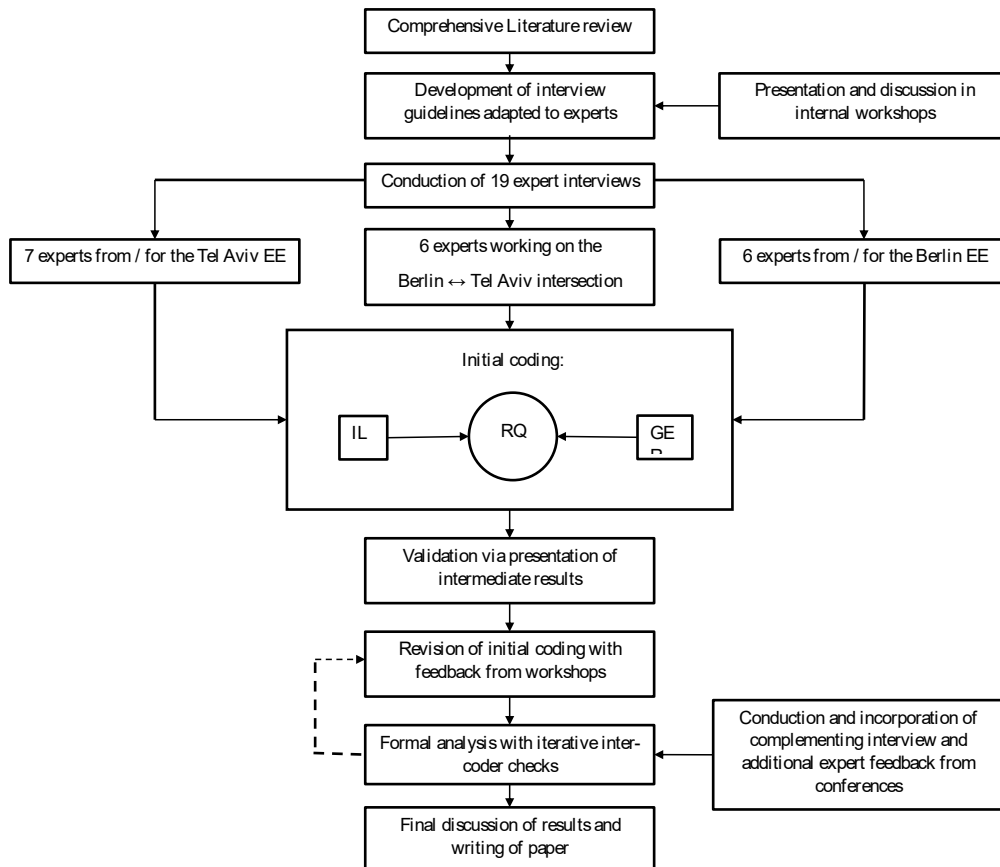 Comprehensive Literature review
Development of interview
guidelines adapted to experts
Presentation and discussion in
internal workshops
Conduction of 19 expert interviews
7 experts from / for the Tel Aviv EE
6 experts working on the
Berlin ↔ Tel Aviv intersection
6 experts from / for the Berlin EE
Initial coding:
IL
RQ
GE
Validation via presentation of
intermediate results
Revision of initial coding with
feedback from workshops
Formal analysis with iterative inter-
coder checks
Conduction and incorporation of
complementing interview and
additional expert feedback from
conferences
Final discussion of results and
writing of paper